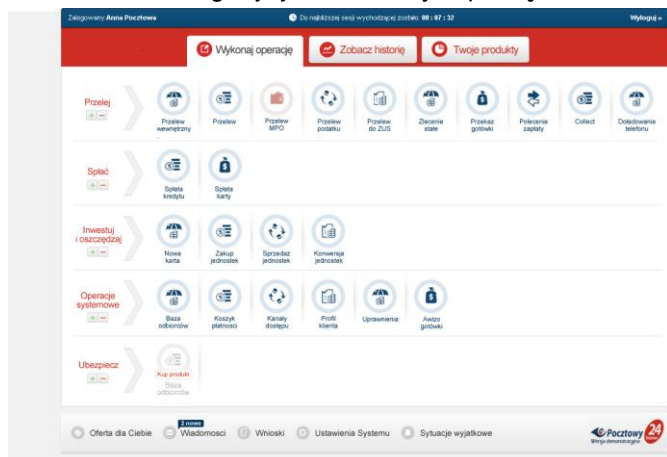 Zalogowany: Anna Pocztowa
Do najbliższej sesji wychodzącej zostało: 00 : 07 : 32
Wyloguj »
Wykonaj operację
Zobacz historię
Twoje produkty
Przelej
Przelew wewnętrzny
Przelew
Przelew MPO
Przelew podatku
Przelew do ZUS
Zlecenie stałe
Przekaz gotówki
Polecenie zapłaty
Collect
Doładowanie telefonu
Spłać
Spłata kredytu
Spłata karty
Inwestuj i oszczędzaj
Nowa karta
Zakup jednostek
Sprzedaż jednostek
Konwersja jednostek
Operacje systemowe
Baza odbiorców
Koszyk płatnosci
Kanały dostępu
Profil klienta
Uprawnienia
Awizo gotówki
Ubezpiecz
Kup produkt
Baza odbiorców
Oferta dla Ciebie
2 nowe
Wiadomosci
Wnioski
Ustawienia Systemu
Sytuacje wyjątkowe
Pocztowy 24
Wersja demonstracyjna